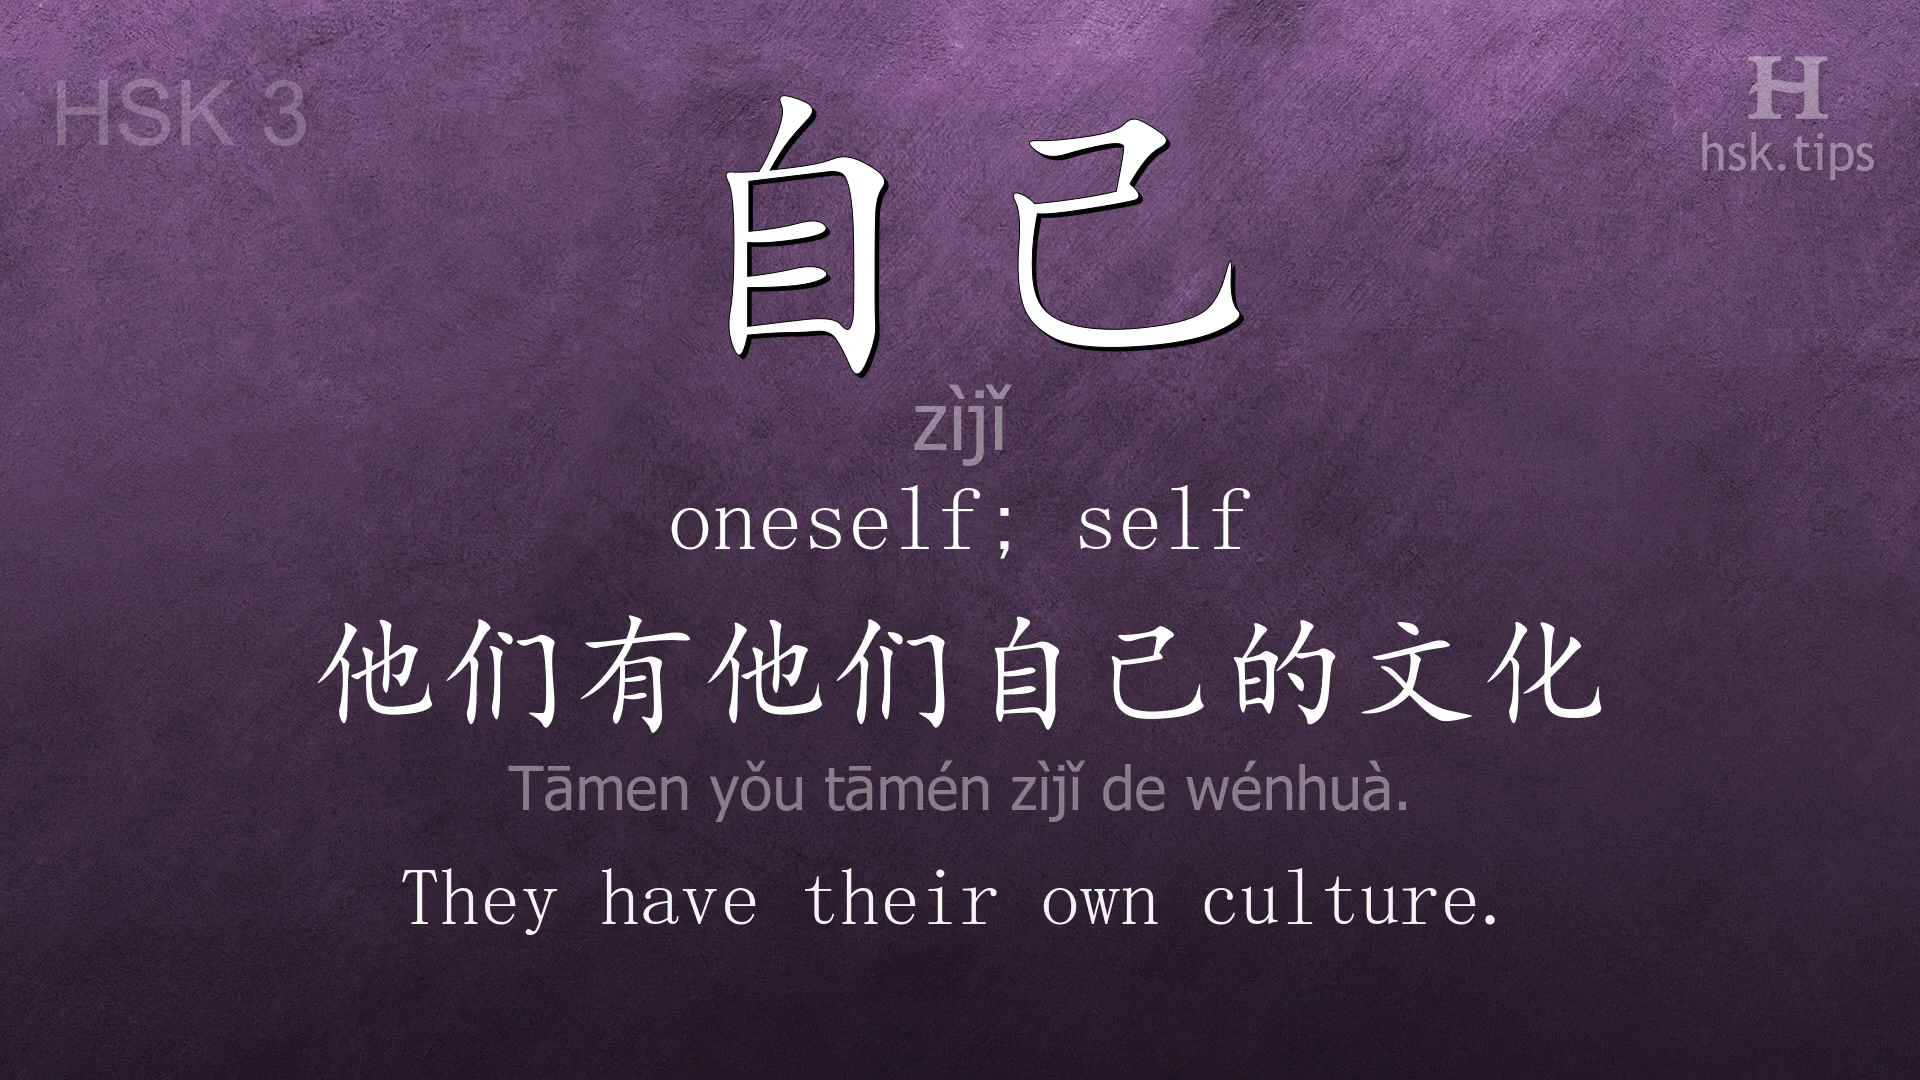 HSK 3
H
hsk.tips
自己
zìjǐ
oneself; self
他们有他们自己的文化
Tāmen yǒu tāmén zìjǐ de wénhuà.
They have their own culture.